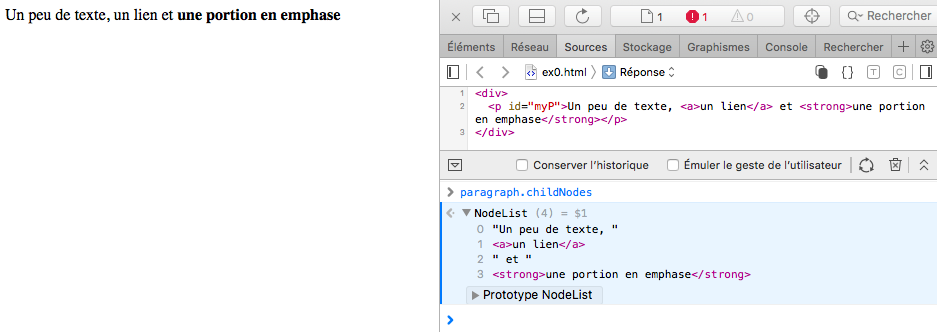 Un peu de texte, un lien et une portion en emphase
1 1 0 Rechercher
Éléments Réseau Sources Stockage Graphismes Console Rechercher
ex0.html Réponse
1 <div>
2 <p id="myP">Un peu de texte, <a>un lien</a> et <strong>une portion
en emphase</strong></p>
3 </div>
Conserver l'historique Émuler le geste de l'utilisateur
paragraph.childNodes
NodeList (4) = $1
0 "Un peu de texte, "
1 <a>un lien</a>
2 " et "
3 <strong>une portion en emphase</strong>
Prototype NodeList